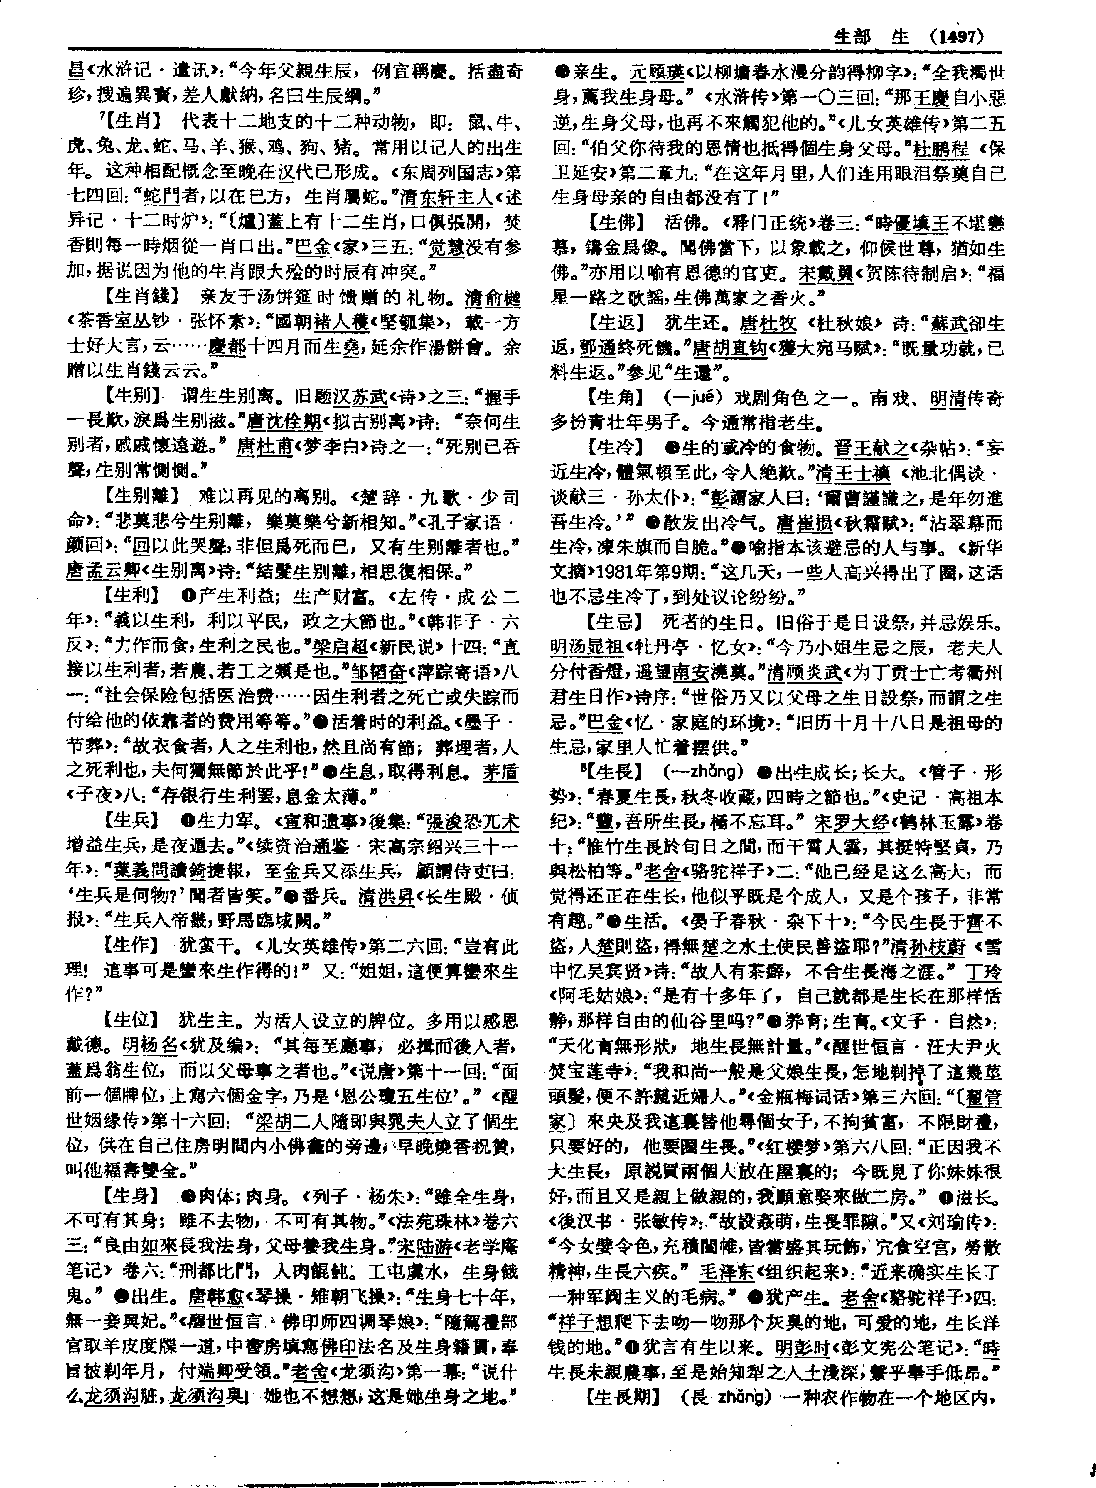 生部 生 (1497)
昌《水浒记·遣讯》：“今年父親生辰，例宜稱慶。括盡奇
珍，搜遍異寶，差人獻納，名曰生辰綱。”
⁷【生肖】 代表十二地支的十二种动物，即：鼠、牛、
虎、兔、龙、蛇、马、羊、猴、鸡、狗、猪。常用以记人的出生
年。这种相配概念至晚在汉代已形成。《东周列国志》第
七四回：“蛇門者，以在巳方，生肖屬蛇。”清东轩主人《述
异记·十二时炉》：“〔爐〕蓋上有十二生肖，口俱張開，焚
香則每一時烟從一肖口出。”巴金《家》三五：“觉慧没有参
加，据说因为他的生肖跟大殓的时辰有冲突。”
【生肖錢】 亲友于汤饼筵时馈赠的礼物。清俞樾
《茶香室丛钞·张怀素》：“國朝褚人穫《堅瓠集》，載一方
士好大言，云……慶都十四月而生堯，延余作湯餅會。余
贈以生肖錢云云。”
【生别】 谓生生别离。旧题汉苏武《诗》之三：“握手
一長歎，淚爲生别滋。”唐沈佺期《拟古别离》诗：“奈何生
别者，戚戚懷遠遊。”唐杜甫《梦李白》诗之一：“死别已吞
聲，生别常惻惻。”
【生别離】 难以再见的离别。《楚辞·九歌·少司
命》：“悲莫悲兮生别離，樂莫樂兮新相知。”《孔子家语·
颜回》：“回以此哭聲，非但爲死而已，又有生别離者也。”
唐孟云卿《生别离》诗：“結髮生别離，相思復相保。”
【生利】 ❶产生利益；生产财富。《左传·成公二
年》：“義以生利，利以平民，政之大節也。”《韩非子·六
反》：“力作而食，生利之民也。”梁启超《新民说》十四：“直
接以生利者，若農、若工之類是也。”邹韬奋《萍踪寄语》八
一：“社会保险包括医治费……因生利者之死亡或失踪而
付给他的依靠者的费用等等。”❷活着时的利益。《墨子·
节葬》：“故衣食者，人之生利也，然且尚有節；葬埋者，人
之死利也，夫何獨無節於此乎！”❸生息，取得利息。茅盾
《子夜》八：“存银行生利罢，息金太薄。”
【生兵】 ❶生力军。《宣和遗事》後集：“張浚恐兀术
增益生兵，是夜遁去。”《续资治通鉴·宋高宗绍兴三十一
年》：“葉義問讀錡捷報，至金兵又添生兵，顧謂侍吏曰：
‘生兵是何物？’聞者皆笑。”❷番兵。清洪昇《长生殿·侦
报》：“生兵入帝畿，野馬臨城闕。”
【生作】 犹蛮干。《儿女英雄传》第二六回：“豈有此
理！這事可是蠻來生作得的！”又：“姐姐，這便算蠻來生
作？”
【生位】 犹生主。为活人设立的牌位。多用以感恩
戴德。明杨名《犹及编》：“其每至廳事，必揖而後入者，
蓋爲翁生位，而以父母事之者也。”《说唐》第十一回：“面
前一個牌位，上寫六個金字，乃是‘恩公瓊五生位’。”《醒
世姻缘传》第十六回：“梁胡二人隨即與晁夫人立了個生
位，供在自己住房明間内小佛龕的旁邊，早晚燒香祝贊，
叫他福壽雙全。”
【生身】 ❶肉体；肉身。《列子·杨朱》：“雖全生身，
不可有其身；雖不去物，不可有其物。”《法苑珠林》卷六
三：“良由如來長我法身，父母養我生身。”宋陆游《老学庵
笔记》卷六：“刑都比門，人肉餛飩。工屯虞水，生身餓
鬼。”❷出生。唐韩愈《琴操·雉朝飞操》：“生身七十年，
無一妾與妃。”《醒世恒言·佛印师四调琴娘》：“隨解禮部
官取羊皮度牒一道，中書房填寫佛印法名及生身籍貫，奉
旨披剃年月，付端卿受領。”老舍《龙须沟》第一幕：“说什
么龙须沟脏，龙须沟臭！她也不想想，这是她生身之地。”
❸亲生。元顾瑛《以柳塘春水漫分韵得柳字》：“全我濁世
身，薦我生身母。”《水浒传》第一〇三回：“那王慶自小惡
逆，生身父母，也再不來觸犯他的。”《儿女英雄传》第二五
回：“伯父你待我的恩情也抵得個生身父母。”杜鹏程《保
卫延安》第二章九：“在这年月里，人们连用眼泪祭奠自己
生身母亲的自由都没有了！”
【生佛】 活佛。《释门正统》卷三：“時優填王不堪戀
慕，鑄金爲像。聞佛當下，以象載之，仰候世尊，猶如生
佛。”亦用以喻有恩德的官吏。宋戴翼《贺陈待制启》：“福
星一路之歌謡，生佛萬家之香火。”
【生返】 犹生还。唐杜牧《杜秋娘》诗：“蘇武卻生
返，鄧通終死饑。”唐胡直钧《獲大宛马赋》：“既量功就，已
料生返。”参见“生還”。
【生角】 (—jué) 戏剧角色之一。南戏、明清传奇
多扮青壮年男子。今通常指老生。
【生冷】 ❶生的或冷的食物。晋王献之《杂帖》：“妄
近生冷，體氣頓至此，令人绝歎。”清王士禛《池北偶谈·
谈献三·孙太仆》：“彭謂家人曰：‘爾曹謹識之，是年勿進
吾生冷。’”❷散发出冷气。唐崔损《秋霜赋》：“沾翠幕而
生冷，凍朱旗而自脆。”❸喻指本该避忌的人与事。《新华
文摘》1981年第9期：“这几天，一些人高兴得出了圈，这话
也不忌生冷了，到处议论纷纷。”
【生忌】 死者的生日。旧俗于是日设祭，并忌娱乐。
明汤显祖《牡丹亭·忆女》：“今乃小姐生忌之辰，老夫人
分付香燈，遥望南安澆奠。”清顾炎武《为丁贡士亡考衢州
君生日作》诗序：“世俗乃又以父母之生日設祭，而謂之生
忌。”巴金《忆·家庭的环境》：“旧历十月十八日是祖母的
生忌，家里人忙着摆供。”
⁸【生長】 (—zhǎng) ❶出生成长；长大。《管子·形
势》：“春夏生長，秋冬收藏，四時之節也。”《史记·高祖本
纪》：“豐，吾所生長，極不忘耳。”宋罗大经《鹤林玉露》卷
十：“惟竹生長於旬日之間，而干霄入雲，其挺特堅貞，乃
與松柏等。”老舍《骆驼祥子》二：“他已经是这么高大，而
觉得还正在生长，他似乎既是个成人，又是个孩子，非常
有趣。”❷生活。《晏子春秋·杂下十》：“今民生長于齊不
盗，入楚則盗，得無楚之水土使民善盗耶？”清孙枝蔚《雪
中忆吴宾贤》诗：“故人有茶癖，不合生長海之涯。”丁玲
《阿毛姑娘》：“是有十多年了，自己就都是生长在那样恬
静，那样自由的仙谷里吗？”❸养育；生育。《文子·自然》：
“天化育無形狀，地生長無計量。”《醒世恒言·汪大尹火
焚宝莲寺》：“我和尚一般是父娘生長，怎地剃掉了這幾莖
頭髮，便不許親近婦人。”《金瓶梅词话》第三六回：“〔翟管
家〕來央及我這裏替他尋個女子，不拘貧富，不限財禮，
只要好的，他要圖生長。”《红楼梦》第六八回：“正因我不
大生長，原説買兩個人放在屋裏的；今既見了你妹妹很
好，而且又是親上做親的，我願意娶來做二房。”❹滋长。
《後汉书·张敏传》：“故設姦萌，生長罪隙。”又《刘瑜传》：
“今女嬖令色，充積閨帷，皆當盛其玩飾，冗食空宫，勞散
精神，生長六疾。”毛泽东《组织起来》：“近来确实生长了
一种军阀主义的毛病。”❺犹产生。老舍《骆驼祥子》四：
“祥子想爬下去吻一吻那个灰臭的地，可爱的地，生长洋
钱的地。”❻犹言有生以来。明彭时《彭文宪公笔记》：“時
生長未親農事，至是始知犁之入土淺深，繫乎舉手低昂。”
【生長期】 (長 zhǎng) 一种农作物在一个地区内，